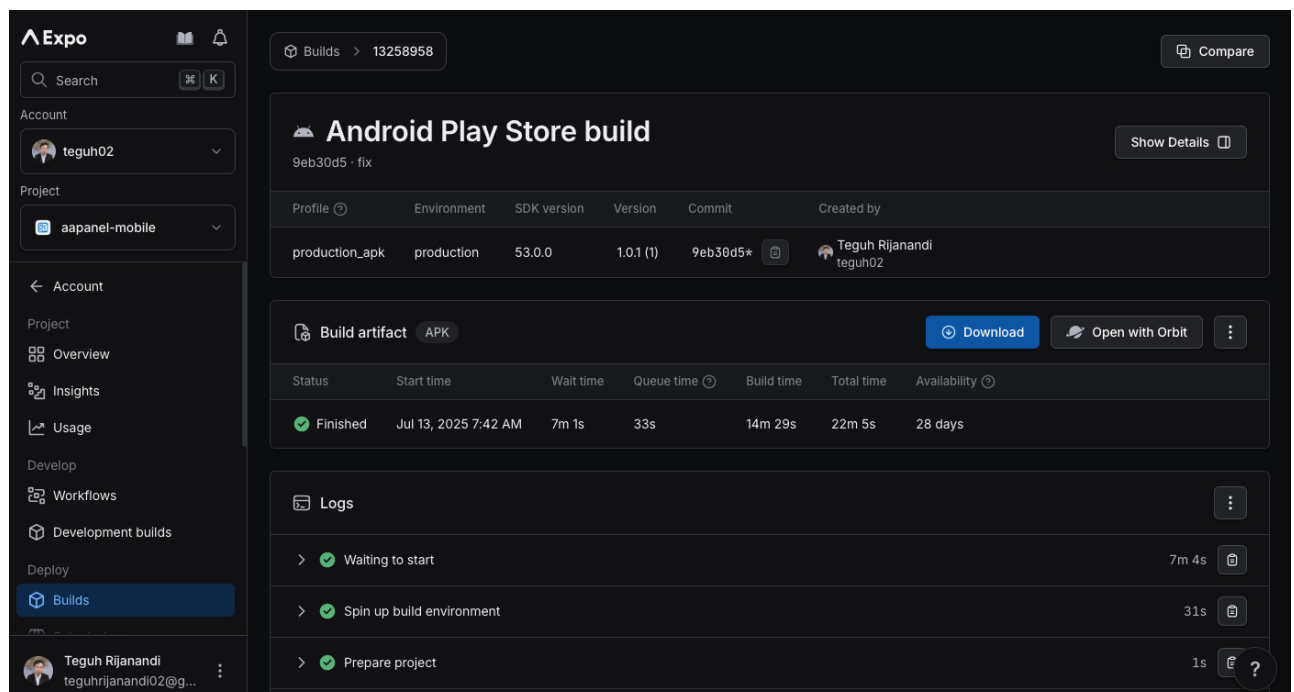 Expo
Search ⌘ K
Account
teguh02
Project
aapanel-mobile
Account
Project
Overview
Insights
Usage
Develop
Workflows
Development builds
Deploy
Builds
Teguh Rijanandi
teguhrijanandi02@g...
Builds > 13258958
Compare
Android Play Store build
9eb30d5 · fix
Show Details
Profile ? Environment SDK version Version Commit Created by
production_apk production 53.0.0 1.0.1 (1) 9eb30d5* Teguh Rijanandi
teguh02
Build artifact APK
Download Open with Orbit
Status Start time Wait time Queue time ? Build time Total time Availability ?
Finished Jul 13, 2025 7:42 AM 7m 1s 33s 14m 29s 22m 5s 28 days
Logs
Waiting to start 7m 4s
Spin up build environment 31s
Prepare project 1s
?